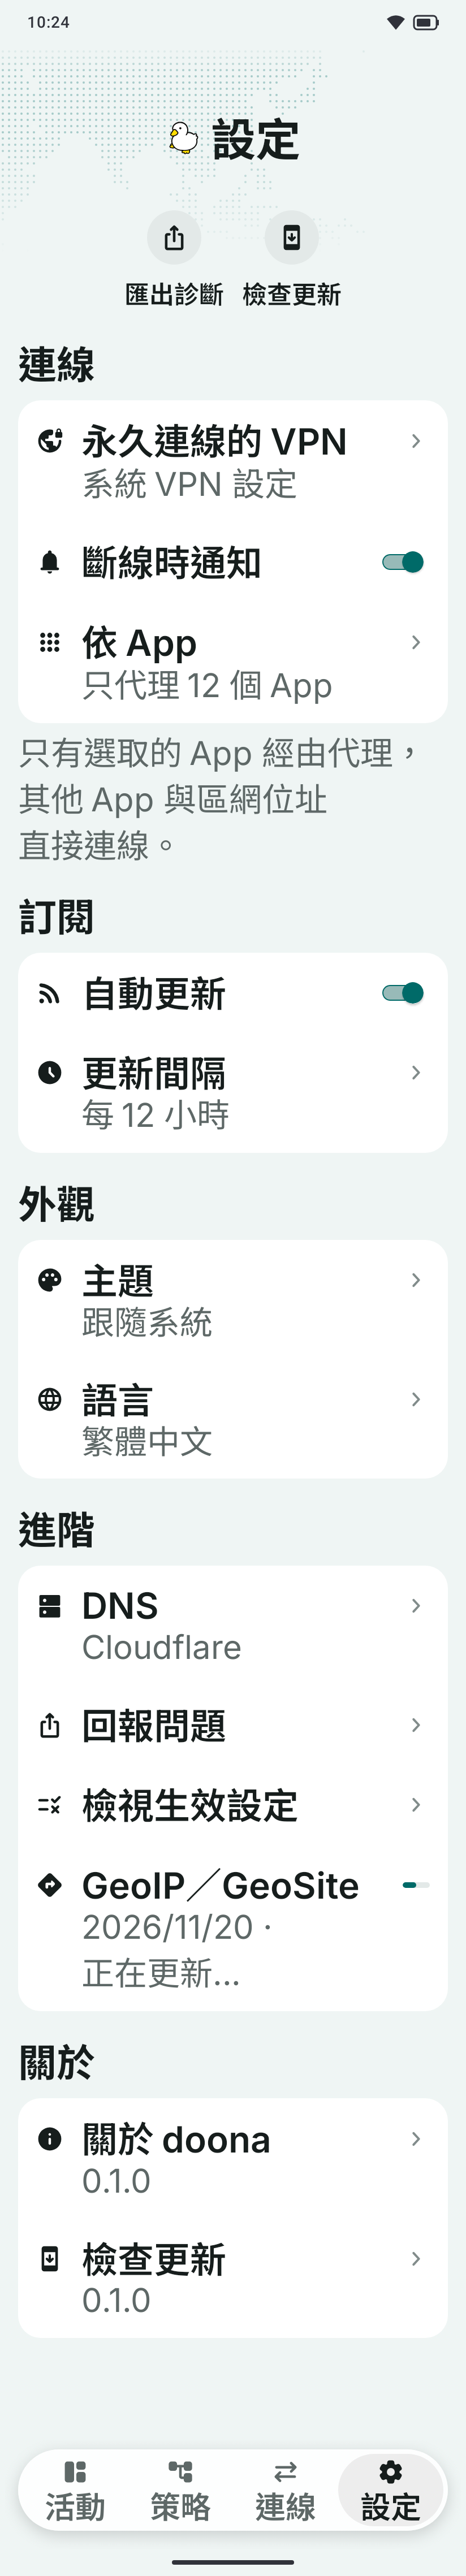 10:24
設定
匯出診斷
檢查更新
連線
永久連線的 VPN
系統 VPN 設定
斷線時通知
依 App
只代理 12 個 App
只有選取的 App 經由代理，
其他 App 與區網位址
直接連線。
訂閱
自動更新
更新間隔
每 12 小時
外觀
主題
跟隨系統
語言
繁體中文
進階
DNS
Cloudflare
回報問題
檢視生效設定
GeoIP／GeoSite
2026/11/20 ·
正在更新…
關於
關於 doona
0.1.0
檢查更新
0.1.0
活動
策略
連線
設定